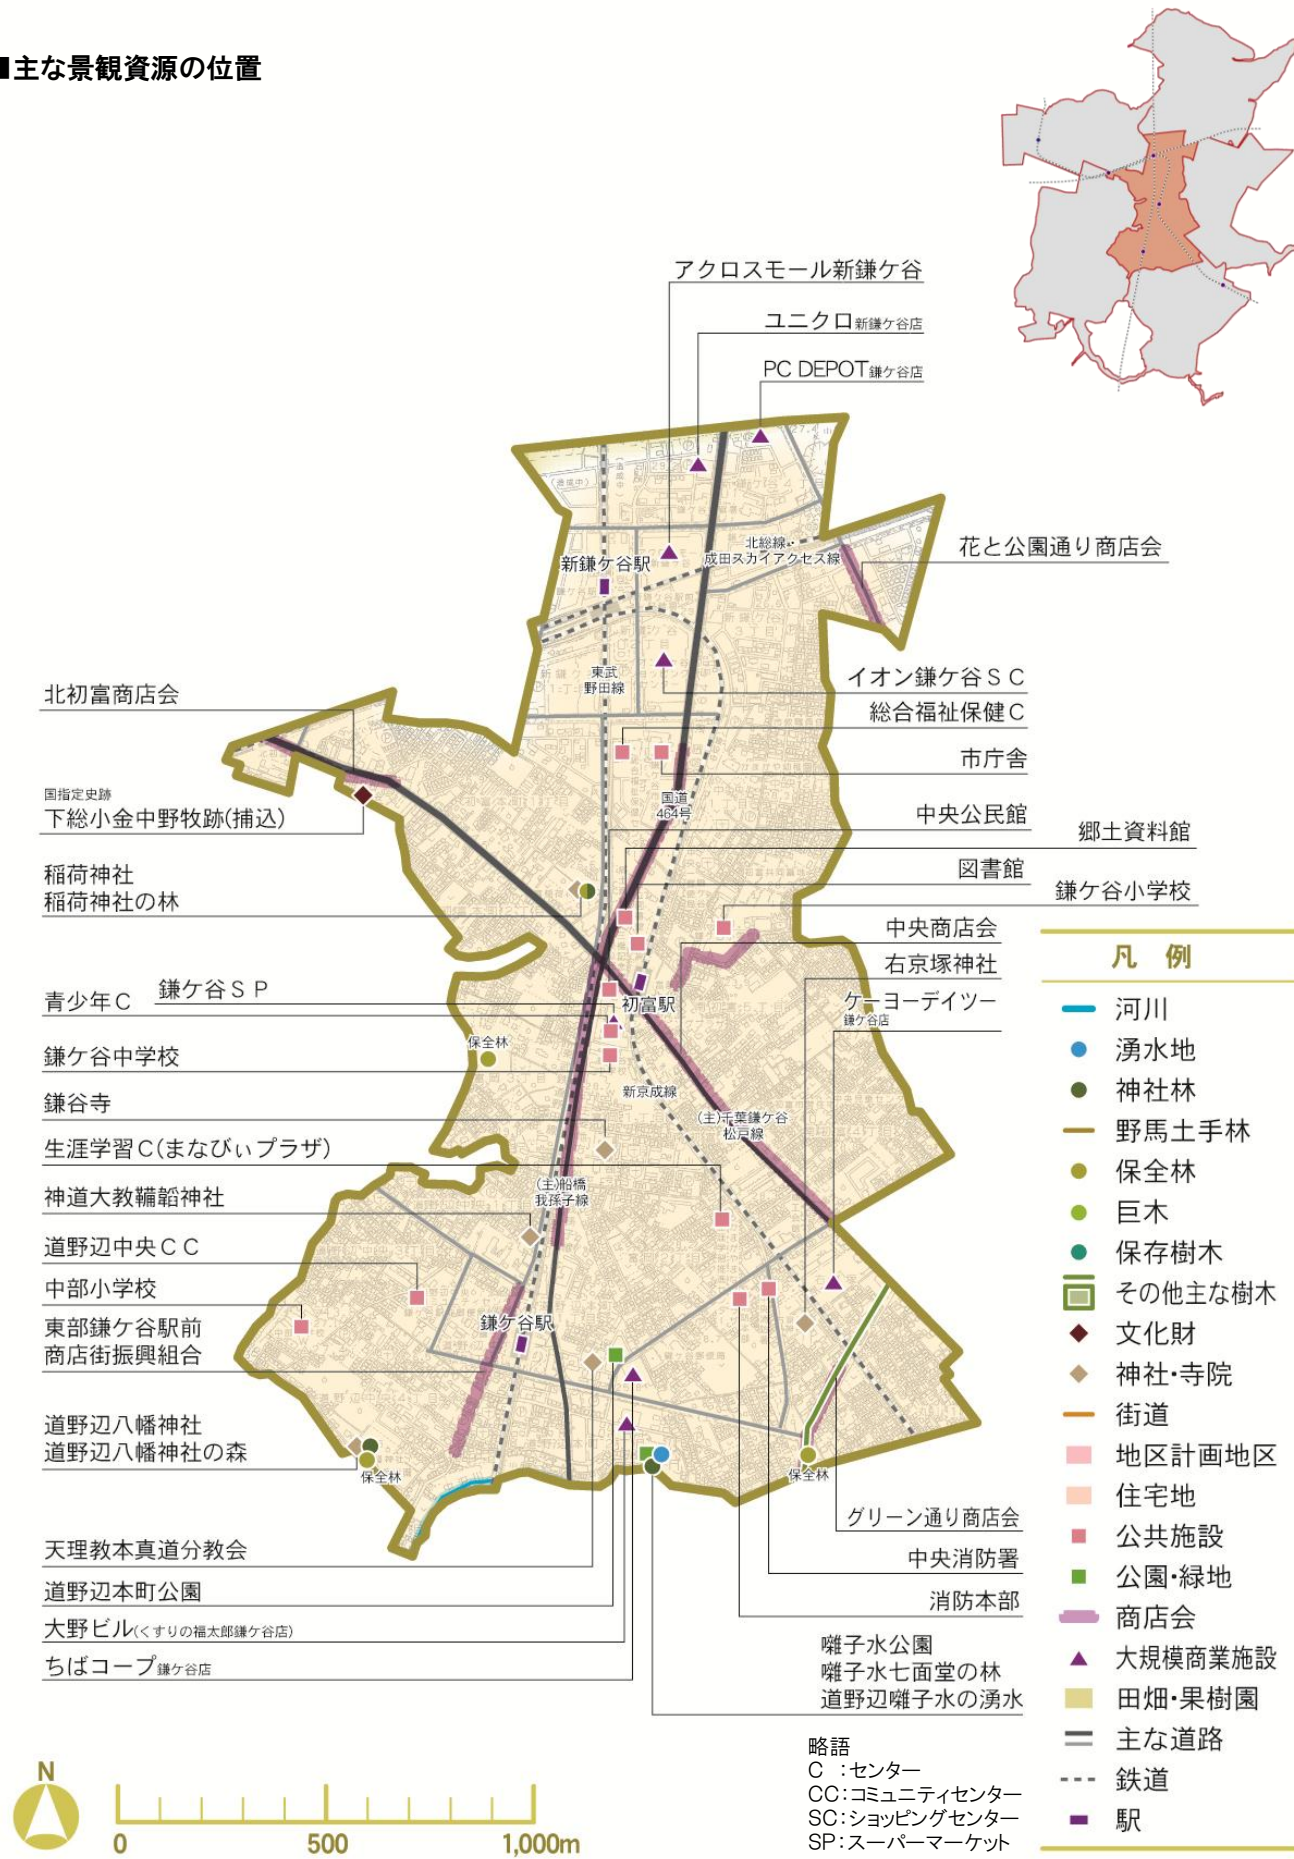 ■主な景観資源の位置
アクロスモール新鎌ケ谷
ユニクロ新鎌ケ谷店
PC DEPOT鎌ケ谷店
花と公園通り商店会
北総線・
成田スカイアクセス線
新鎌ケ谷駅
東武
野田線
イオン鎌ケ谷SC
総合福祉保健C
市庁舎
国道
464号
中央公民館
郷土資料館
図書館
鎌ケ谷小学校
中央商店会
右京塚神社
ケーヨーデイツー
鎌ケ谷店
北初富商店会
国指定史跡
下総小金中野牧跡(捕込)
稲荷神社
稲荷神社の林
青少年C
鎌ケ谷SP
初富駅
保全林
鎌ケ谷中学校
鎌谷寺
新京成線
(主)千葉鎌ケ谷
松戸線
生涯学習C(まなびぃプラザ)
(主)船橋
我孫子線
神道大教鞴韜神社
道野辺中央CC
中部小学校
東部鎌ケ谷駅前
商店街振興組合
鎌ケ谷駅
道野辺八幡神社
道野辺八幡神社の森
保全林
保全林
天理教本真道分教会
道野辺本町公園
大野ビル(くすりの福太郎鎌ケ谷店)
ちばコープ鎌ケ谷店
グリーン通り商店会
中央消防署
消防本部
囃子水公園
囃子水七面堂の林
道野辺囃子水の湧水
凡 例
河川
湧水地
神社林
野馬土手林
保全林
巨木
保存樹木
その他主な樹木
文化財
神社・寺院
街道
地区計画地区
住宅地
公共施設
公園・緑地
商店会
大規模商業施設
田畑・果樹園
主な道路
鉄道
駅
略語
C :センター
CC:コミュニティセンター
SC:ショッピングセンター
SP:スーパーマーケット
N
0 500 1,000m